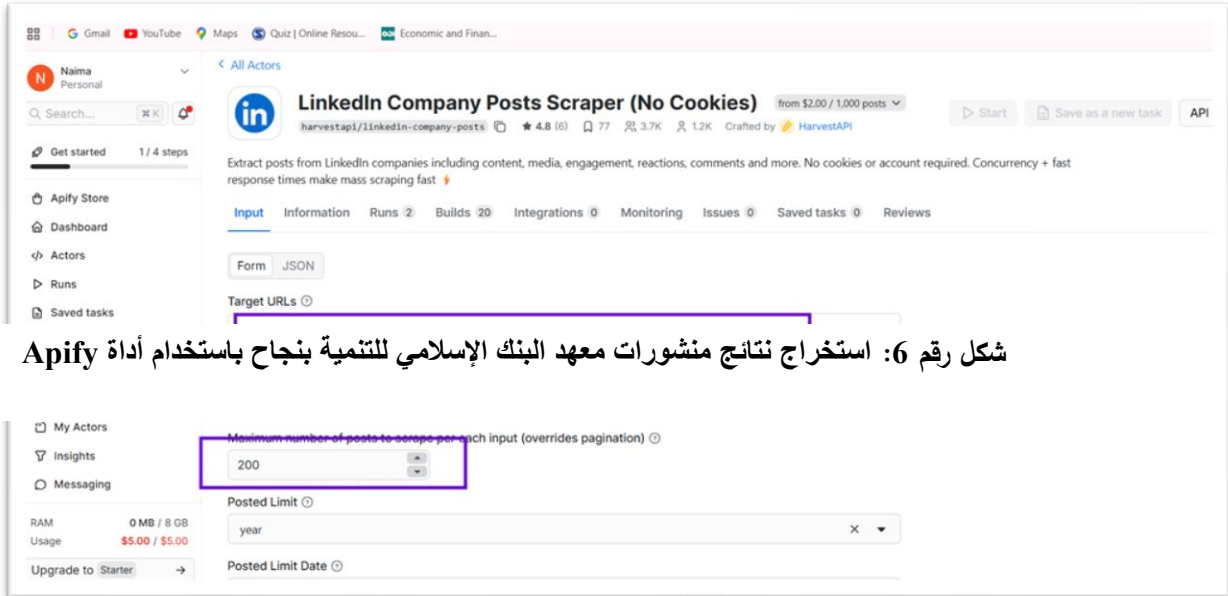 Gmail YouTube Maps Quiz | Online Resou... Economic and Finan...
N Naima
Personal
Search... ⌘ K
Get started 1 / 4 steps
Apify Store
Dashboard
Actors
Runs
Saved tasks
All Actors
LinkedIn Company Posts Scraper (No Cookies) from $2.00 / 1,000 posts
Start Save as a new task API
harvestapi/linkedin-company-posts ★ 4.8 (6) 77 3.7K 1.2K Crafted by HarvestAPI
Extract posts from LinkedIn companies including content, media, engagement, reactions, comments and more. No cookies or account required. Concurrency + fast
response times make mass scraping fast
Input Information Runs 2 Builds 20 Integrations 0 Monitoring Issues 0 Saved tasks 0 Reviews
Form JSON
Target URLs
شكل رقم 6: استخراج نتائج منشورات معهد البنك الإسلامي للتنمية بنجاح باستخدام أداة Apify
My Actors
Insights
Messaging
RAM 0 MB / 8 GB
Usage $5.00 / $5.00
Upgrade to Starter →
Maximum number of posts to scrape per each input (overrides pagination)
200
Posted Limit
year
Posted Limit Date